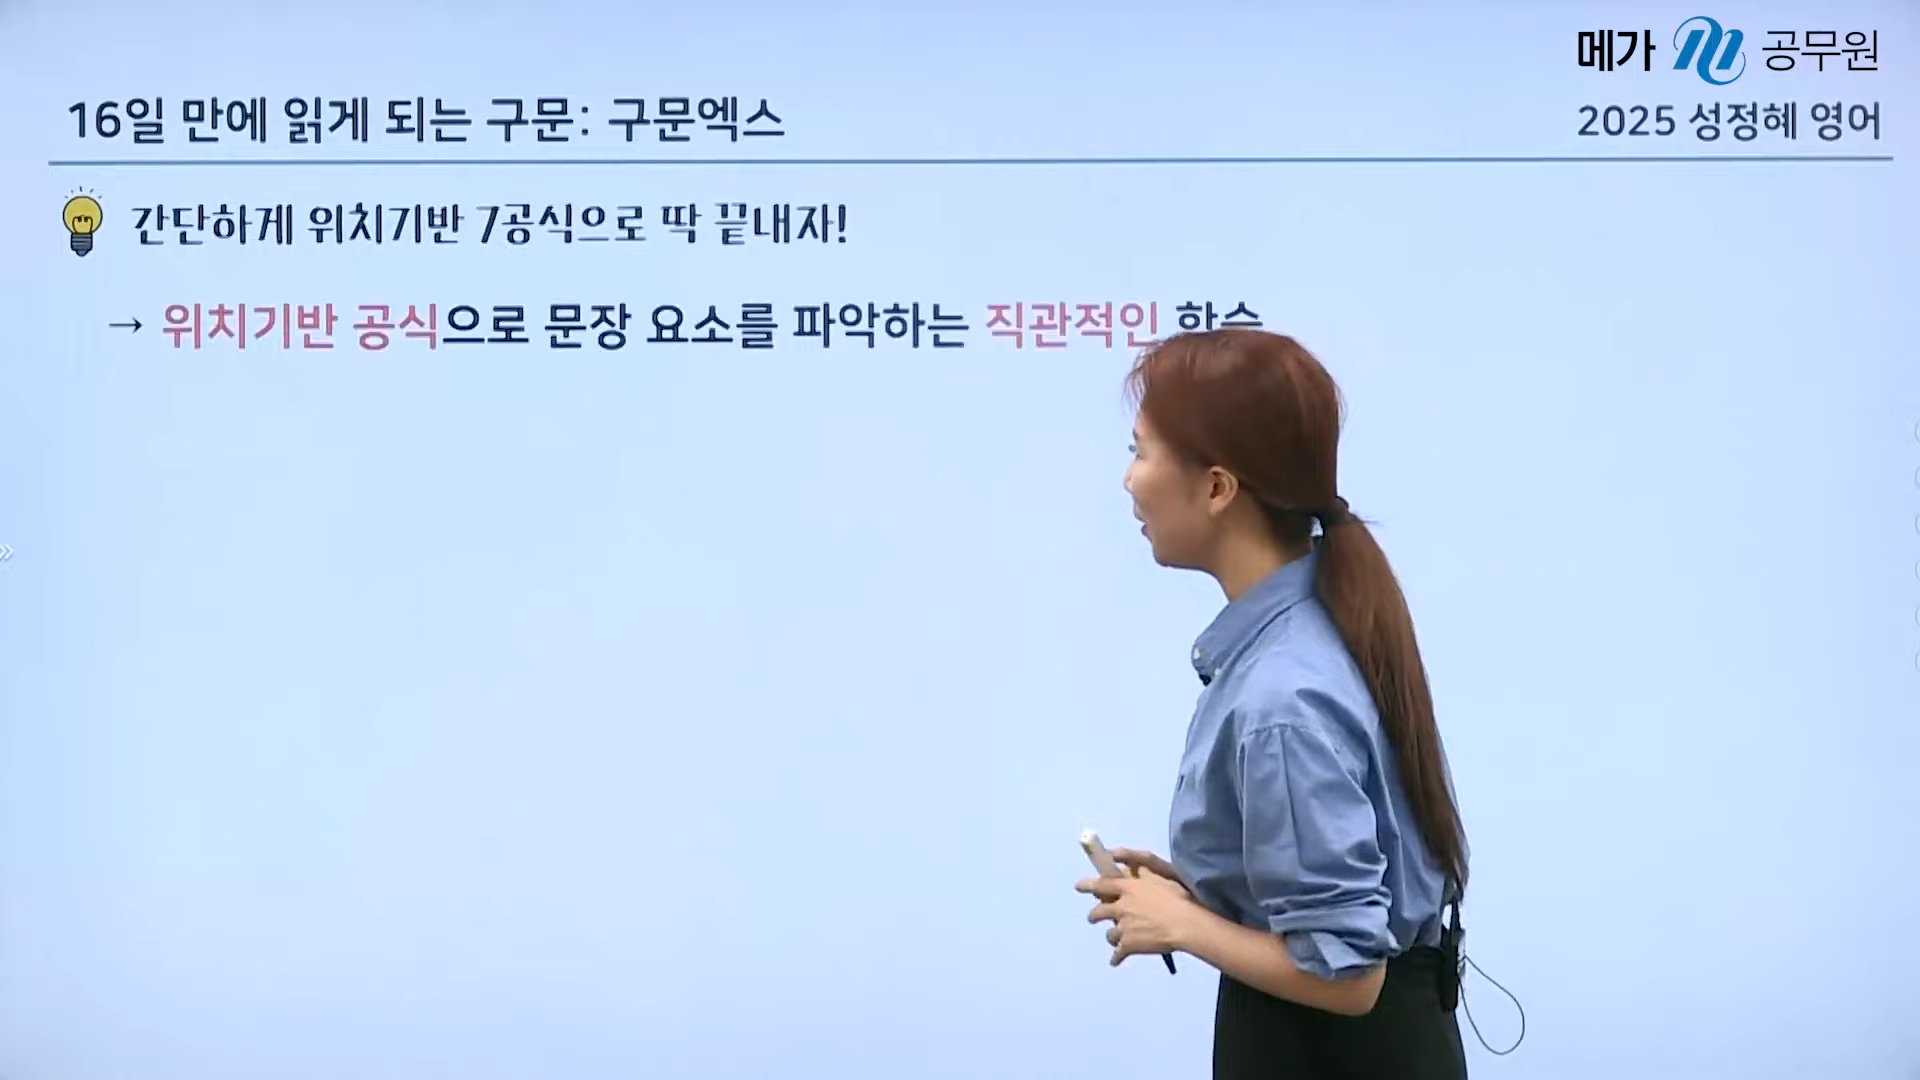 메가 공무원
16일 만에 읽게 되는 구문: 구문엑스
2025 성정혜 영어
간단하게 위치기반 7공식으로 딱 끝내자!
→ 위치기반 공식으로 문장 요소를 파악하는 직관적인